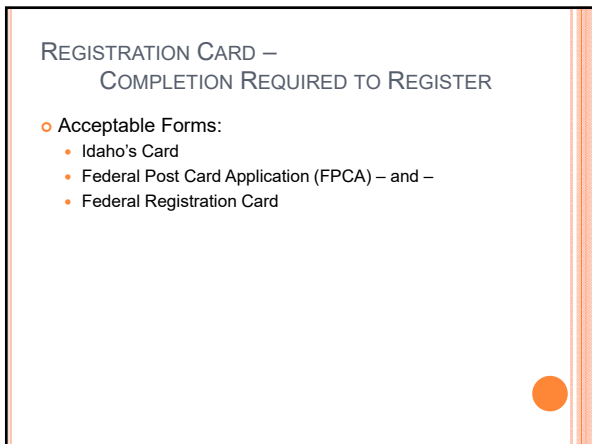 REGISTRATION CARD –
COMPLETION REQUIRED TO REGISTER
Acceptable Forms:
Idaho's Card
Federal Post Card Application (FPCA) – and –
Federal Registration Card